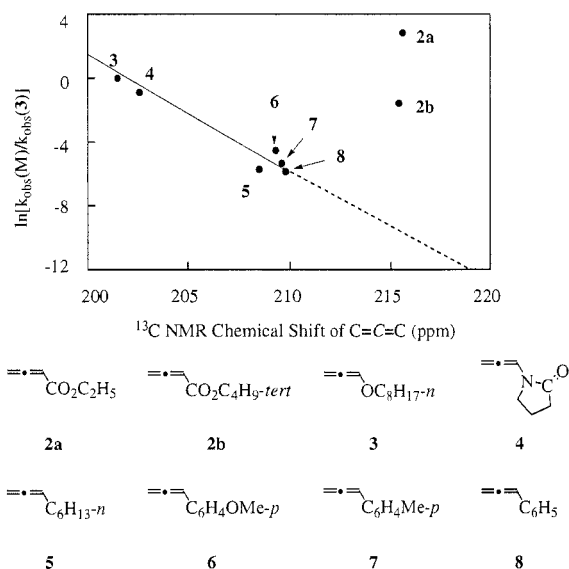 4
0
-4
-8
-12
ln[k_obs(M)/k_obs(3)]
3
4
2a
2b
6
7
8
5
200 205 210 215 220
¹³C NMR Chemical Shift of C=C=C (ppm)
CO₂C₂H₅
CO₂C₄H₉-tert
OC₈H₁₇-n
N
O
2a 2b 3 4
C₆H₁₃-n
C₆H₄OMe-p
C₆H₄Me-p
C₆H₅
5 6 7 8